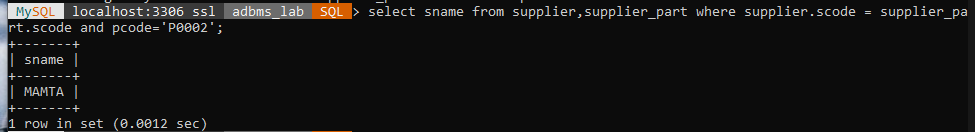 MySQL localhost:3306 ssl adbms_lab SQL > select sname from supplier,supplier_part where supplier.scode = supplier_pa
rt.scode and pcode='P0002';
+-------+
| sname |
+-------+
| MAMTA |
+-------+
1 row in set (0.0012 sec)